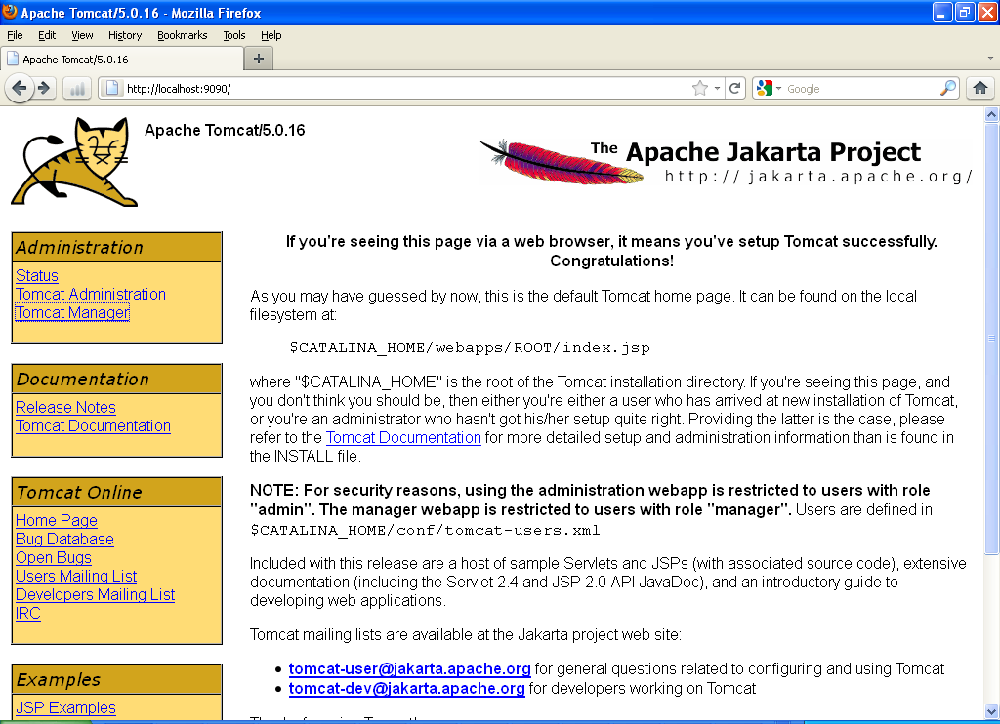 Apache Tomcat/5.0.16 - Mozilla Firefox
File Edit View History Bookmarks Tools Help
Apache Tomcat/5.0.16
http://localhost:9090/
Google
Apache Tomcat/5.0.16
The Apache Jakarta Project
http://jakarta.apache.org/
Administration
Status
Tomcat Administration
Tomcat Manager
Documentation
Release Notes
Tomcat Documentation
Tomcat Online
Home Page
Bug Database
Open Bugs
Users Mailing List
Developers Mailing List
IRC
Examples
JSP Examples
If you're seeing this page via a web browser, it means you've setup Tomcat successfully.
Congratulations!
As you may have guessed by now, this is the default Tomcat home page. It can be found on the local
filesystem at:
$CATALINA_HOME/webapps/ROOT/index.jsp
where "$CATALINA_HOME" is the root of the Tomcat installation directory. If you're seeing this page, and
you don't think you should be, then either you're either a user who has arrived at new installation of Tomcat,
or you're an administrator who hasn't got his/her setup quite right. Providing the latter is the case, please
refer to the Tomcat Documentation for more detailed setup and administration information than is found in
the INSTALL file.
NOTE: For security reasons, using the administration webapp is restricted to users with role
"admin". The manager webapp is restricted to users with role "manager". Users are defined in
$CATALINA_HOME/conf/tomcat-users.xml.
Included with this release are a host of sample Servlets and JSPs (with associated source code), extensive
documentation (including the Servlet 2.4 and JSP 2.0 API JavaDoc), and an introductory guide to
developing web applications.
Tomcat mailing lists are available at the Jakarta project web site:
• tomcat-user@jakarta.apache.org for general questions related to configuring and using Tomcat
• tomcat-dev@jakarta.apache.org for developers working on Tomcat